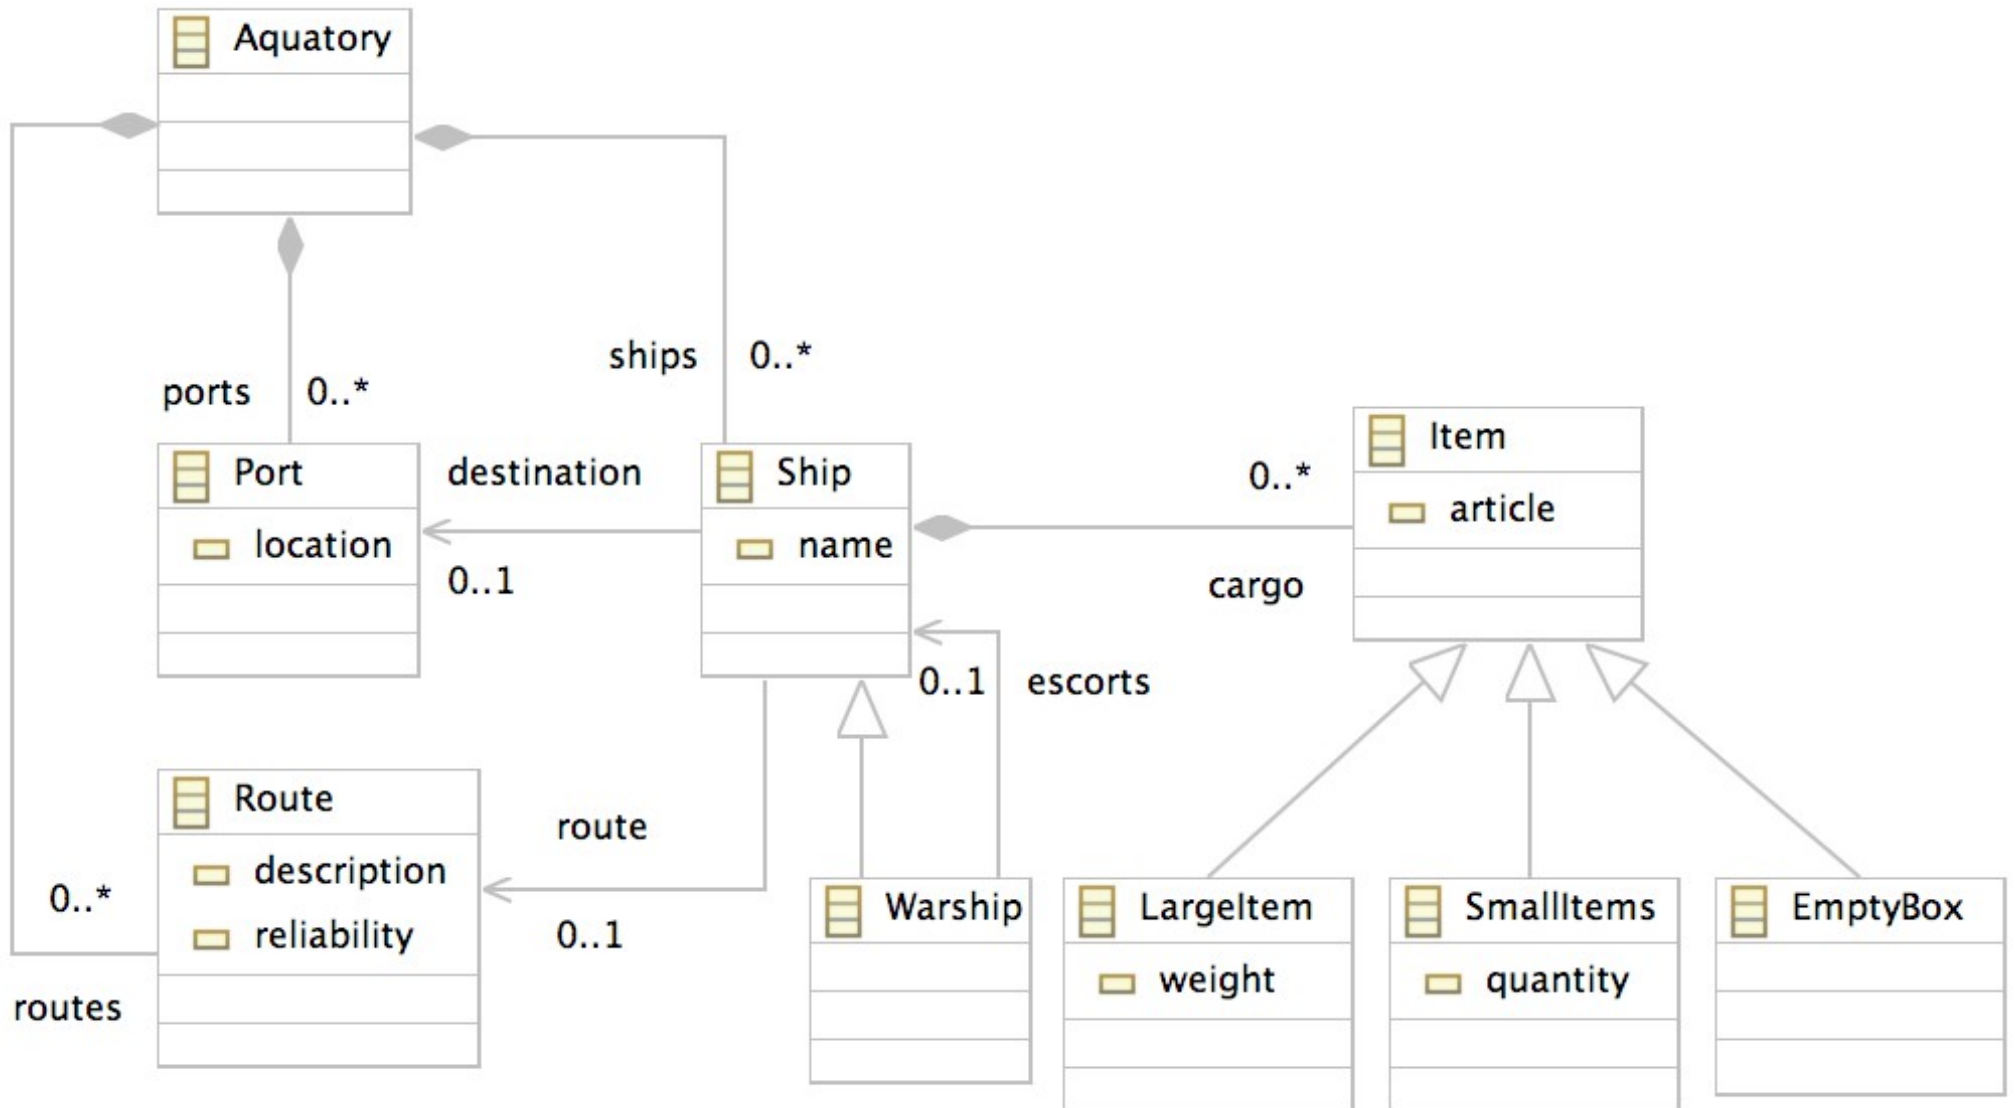 Aquatory
ships 0..*
ports 0..*
Item
Port
destination
Ship
0..*
article
location
name
0..1
cargo
0..1 escorts
Route
route
description
0..*
Warship
LargeItem
SmallItems
EmptyBox
reliability
0..1
weight
quantity
routes